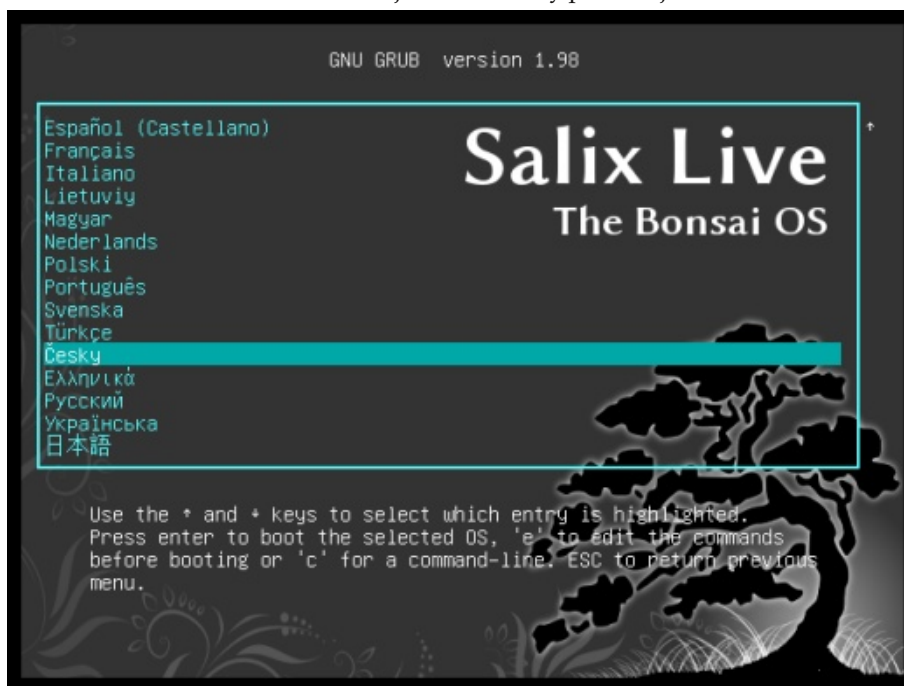 GNU GRUB version 1.98
Salix Live
The Bonsai OS
Español (Castellano)
Français
Italiano
Lietuviy
Magyar
Nederlands
Polski
Português
Svenska
Türkçe
Česky
Ελληνικά
Русский
Українська
日本語
Use the ↑ and ↓ keys to select which entry is highlighted.
Press enter to boot the selected OS, 'e' to edit the commands
before booting or 'c' for a command-line. ESC to return previous
menu.